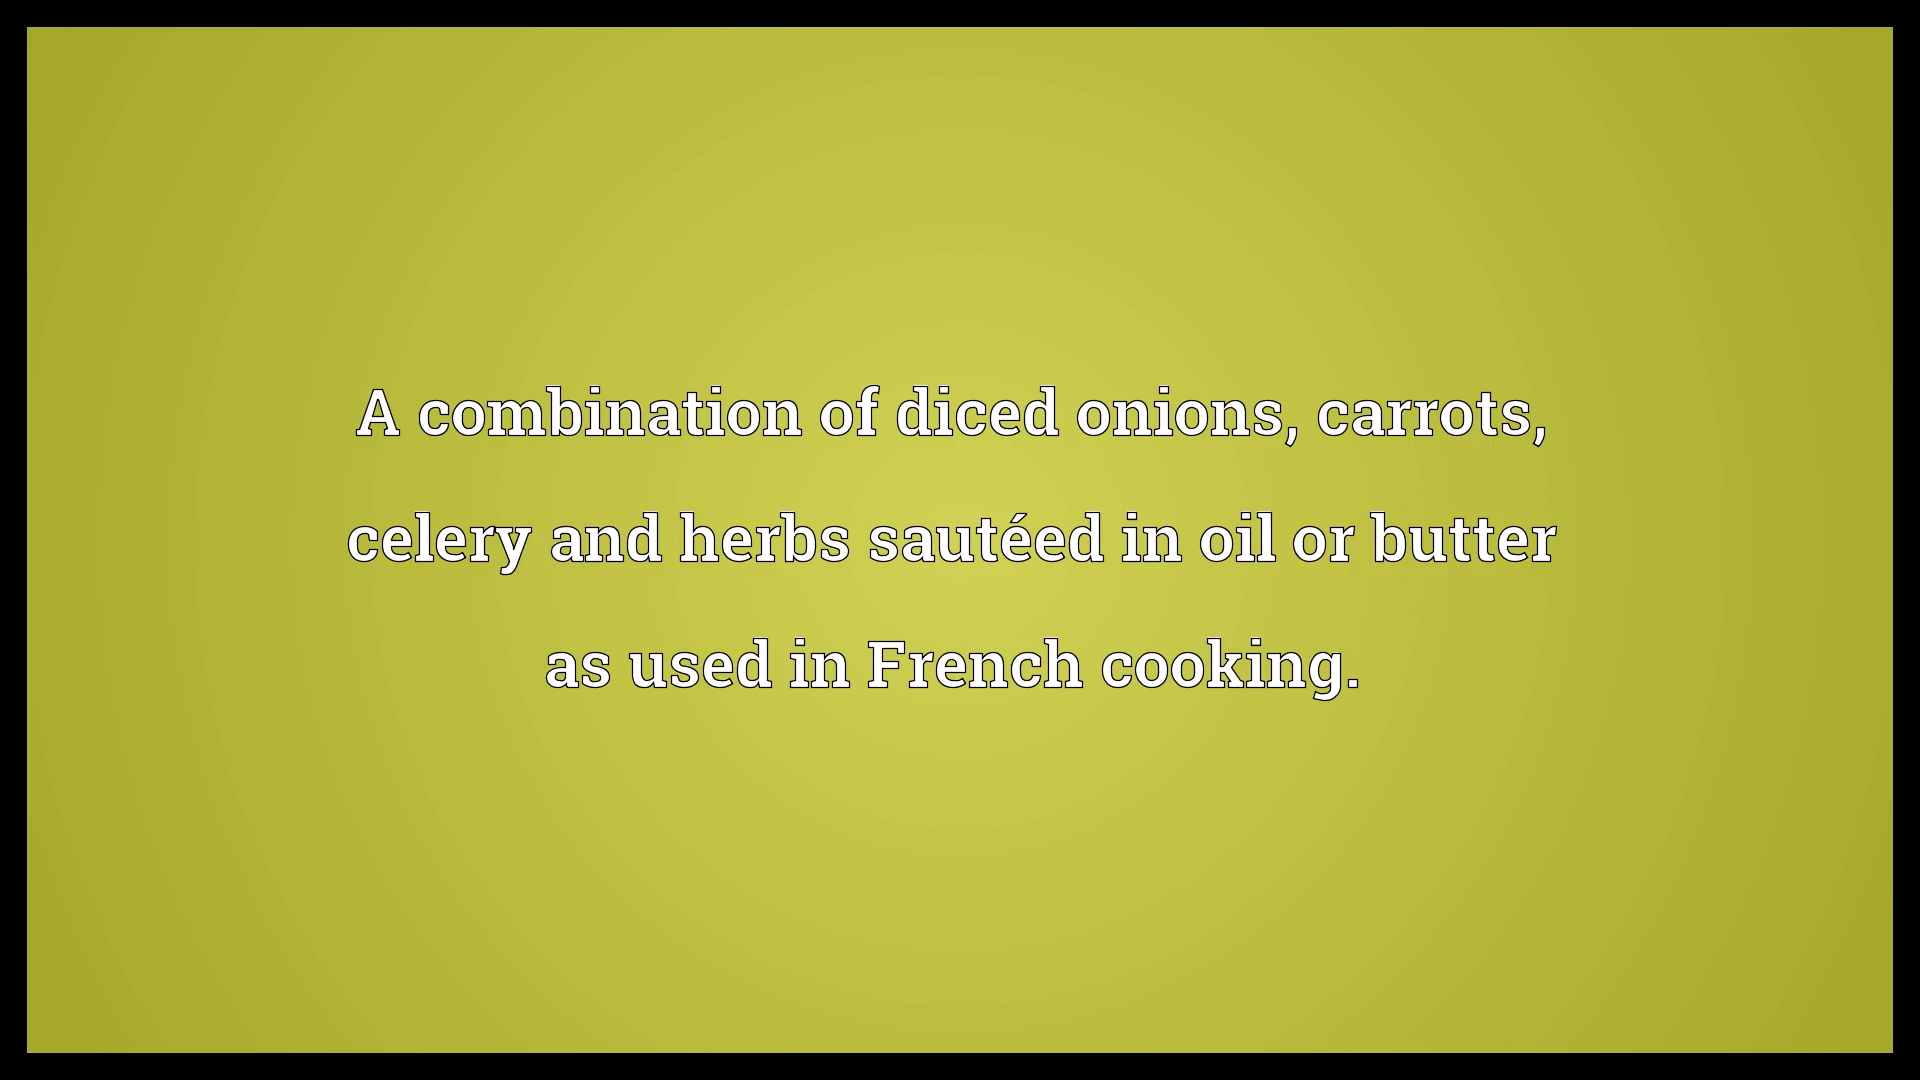 A combination of diced onions, carrots,
celery and herbs sautéed in oil or butter
as used in French cooking.